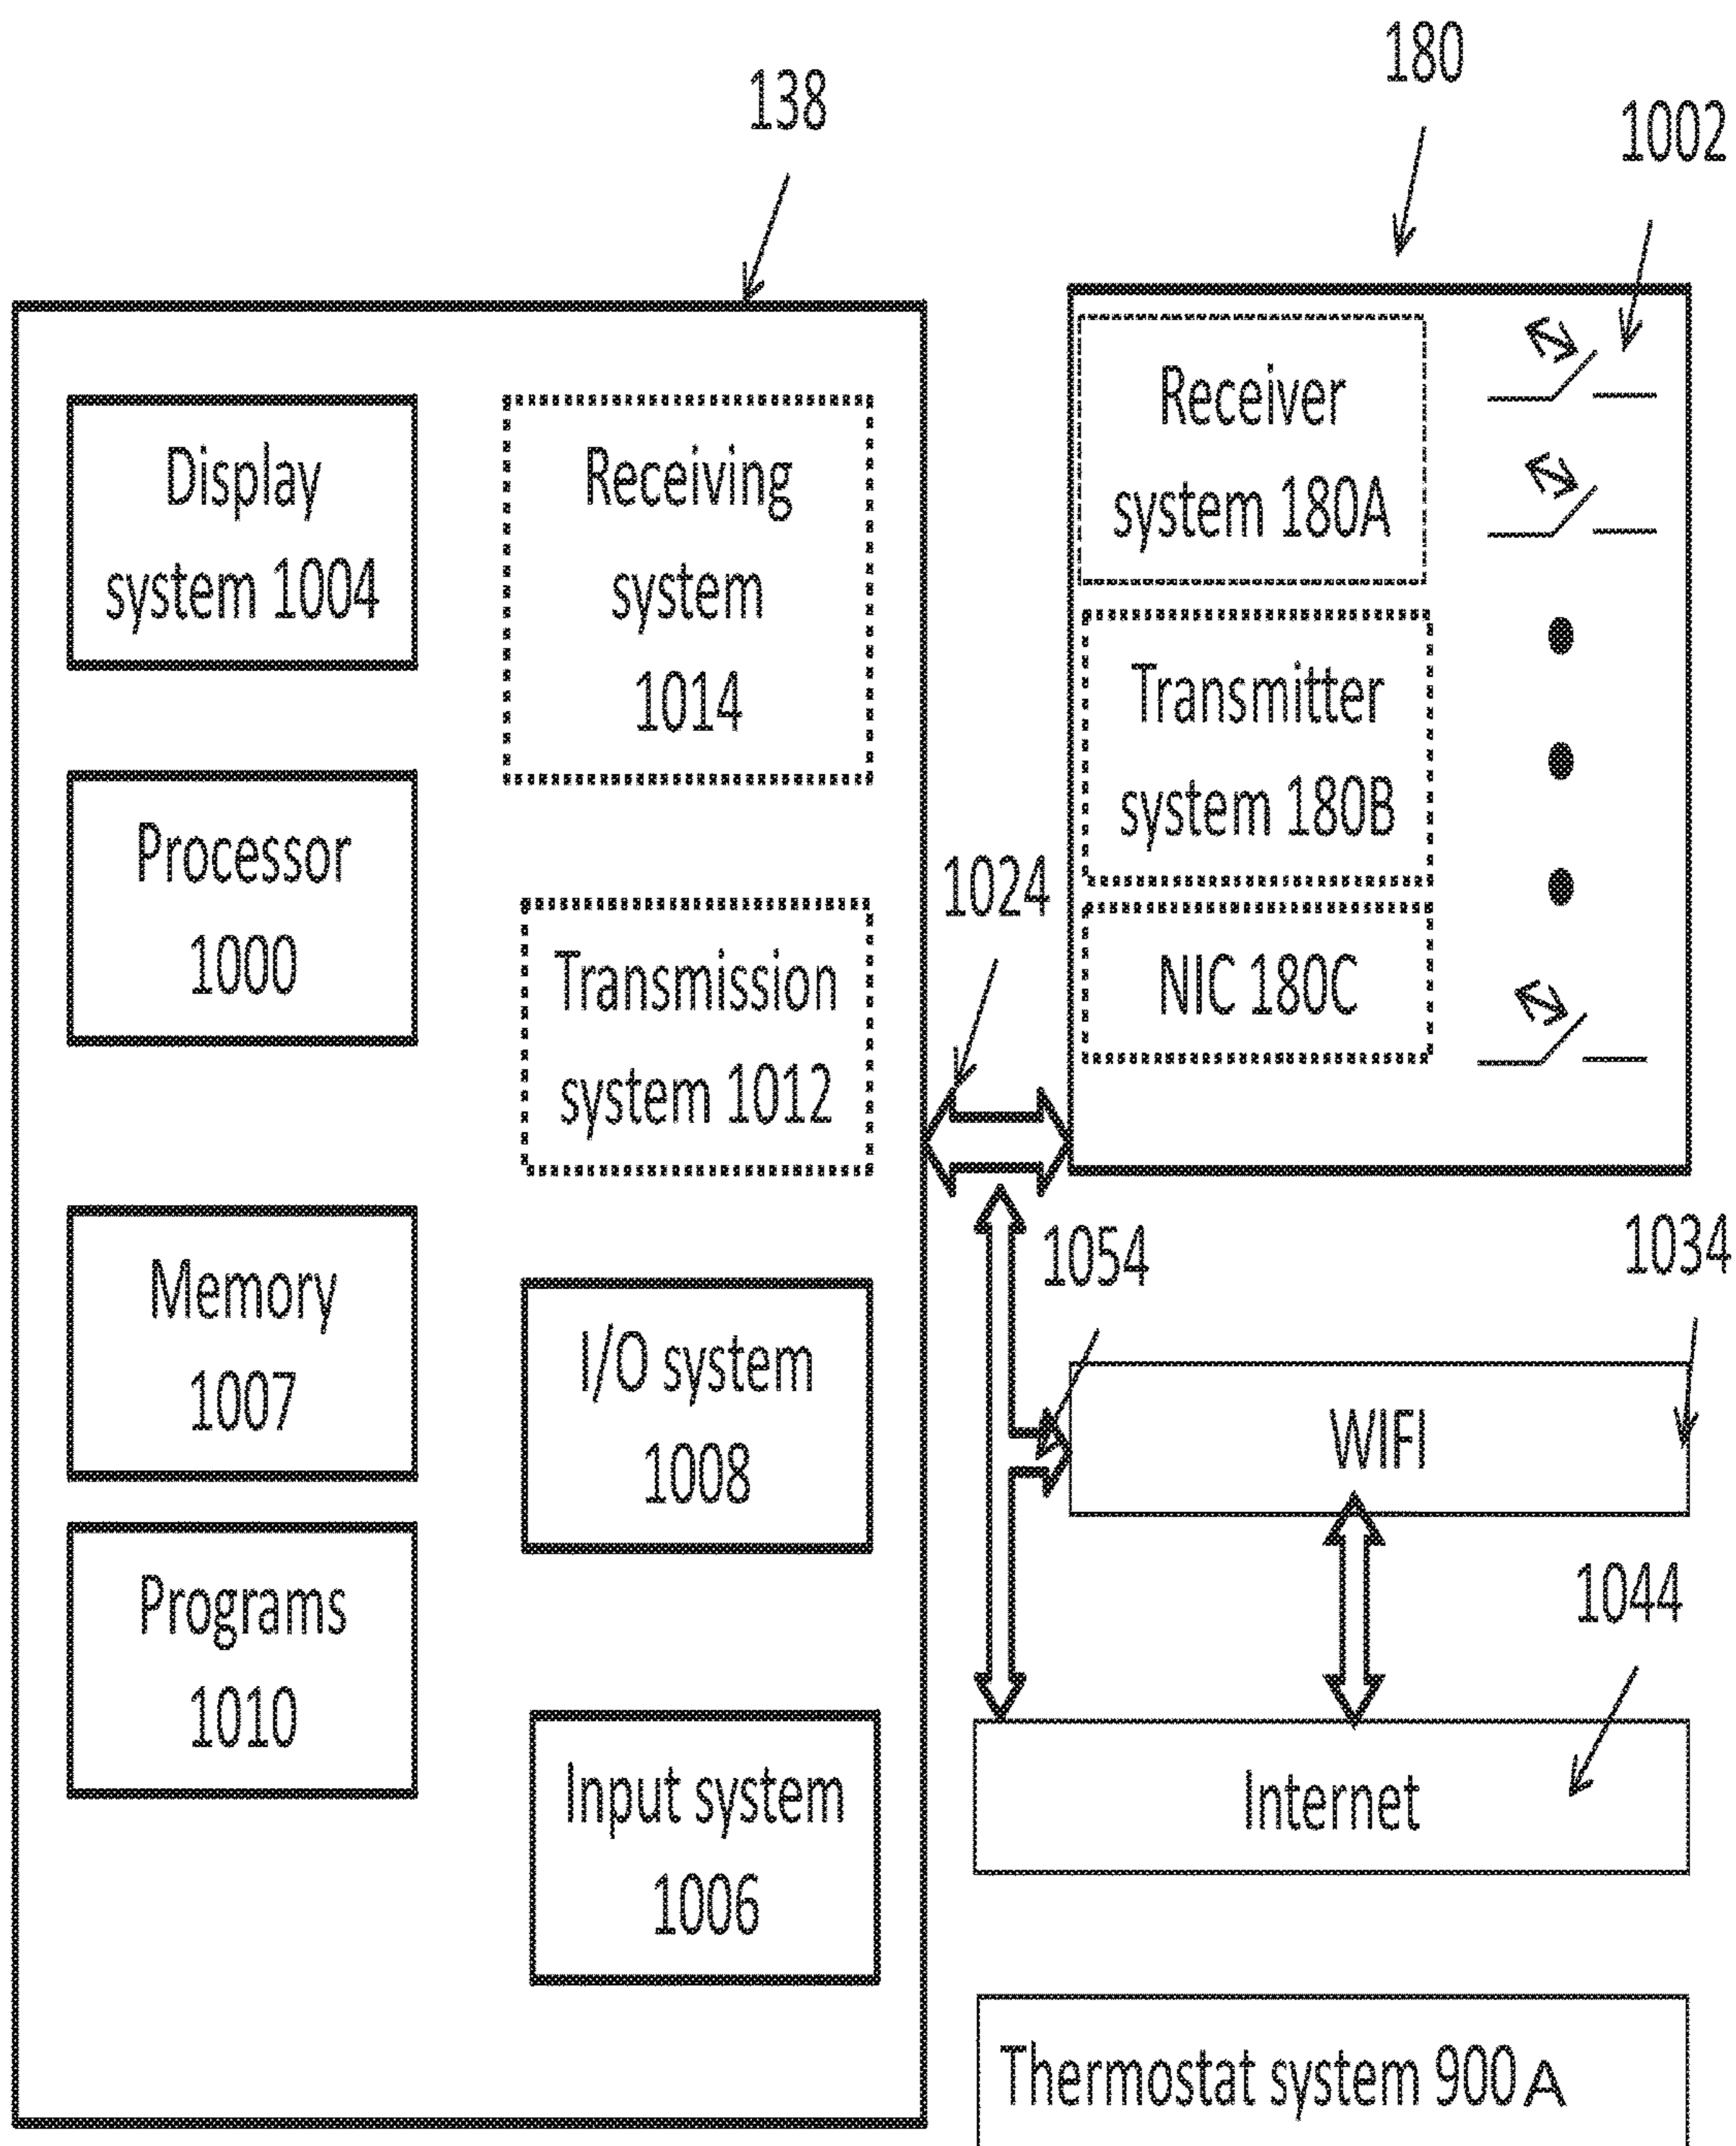 180
138
1002
Display
system 1004
Receiving
system
1014
Receiver
system 180A
Processor
1000
Transmitter
system 180B
1024
Transmission
system 1012
NIC 180C
Memory
1007
1054
1034
I/O system
1008
WIFI
Programs
1010
1044
Input system
1006
Internet
Thermostat system 900A